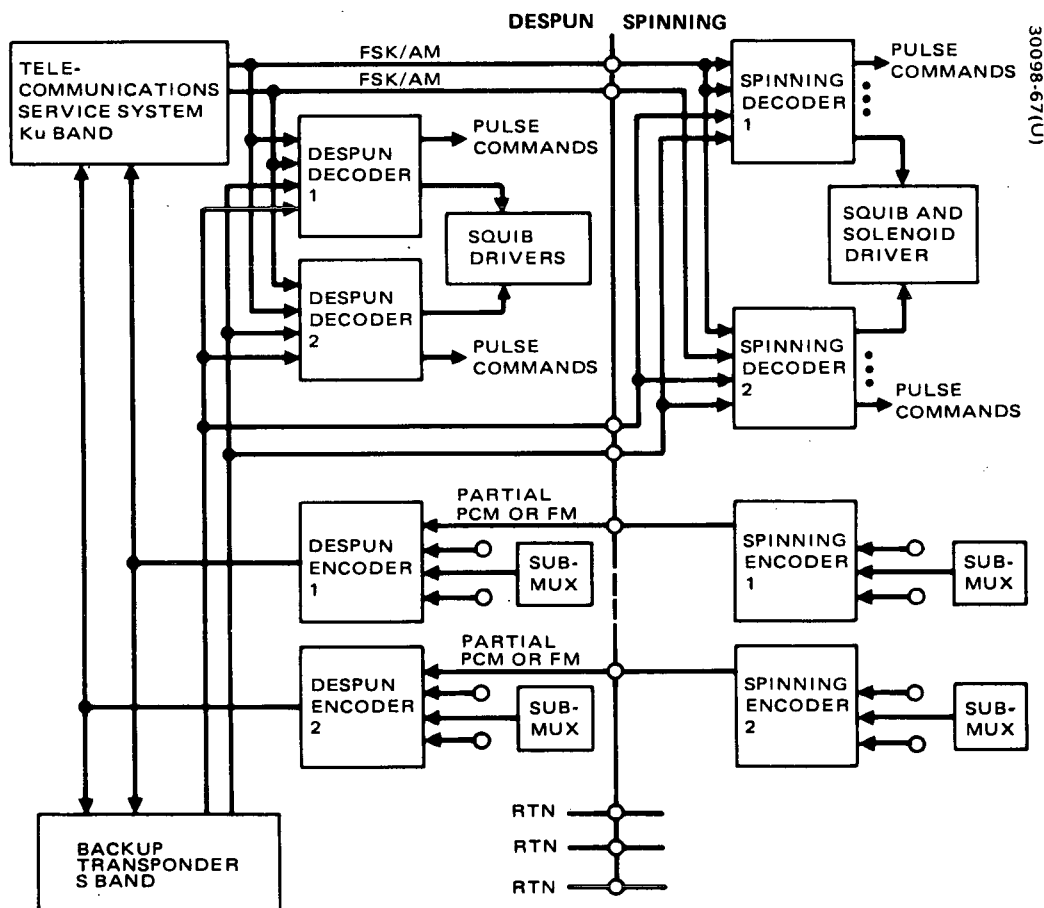 DESPUN
SPINNING
30098-67(U)
TELE-
COMMUNICATIONS
SERVICE SYSTEM
Ku BAND
FSK/AM
FSK/AM
DESPUN
DECODER
1
PULSE
COMMANDS
SQUIB
DRIVERS
DESPUN
DECODER
2
PULSE
COMMANDS
SPINNING
DECODER
1
PULSE
COMMANDS
SQUIB AND
SOLENOID
DRIVER
SPINNING
DECODER
2
PULSE
COMMANDS
PARTIAL
PCM OR FM
DESPUN
ENCODER
1
SUB-
MUX
SPINNING
ENCODER
1
SUB-
MUX
PARTIAL
PCM OR FM
DESPUN
ENCODER
2
SUB-
MUX
SPINNING
ENCODER
2
SUB-
MUX
RTN
RTN
RTN
BACKUP
TRANSPONDER
S BAND